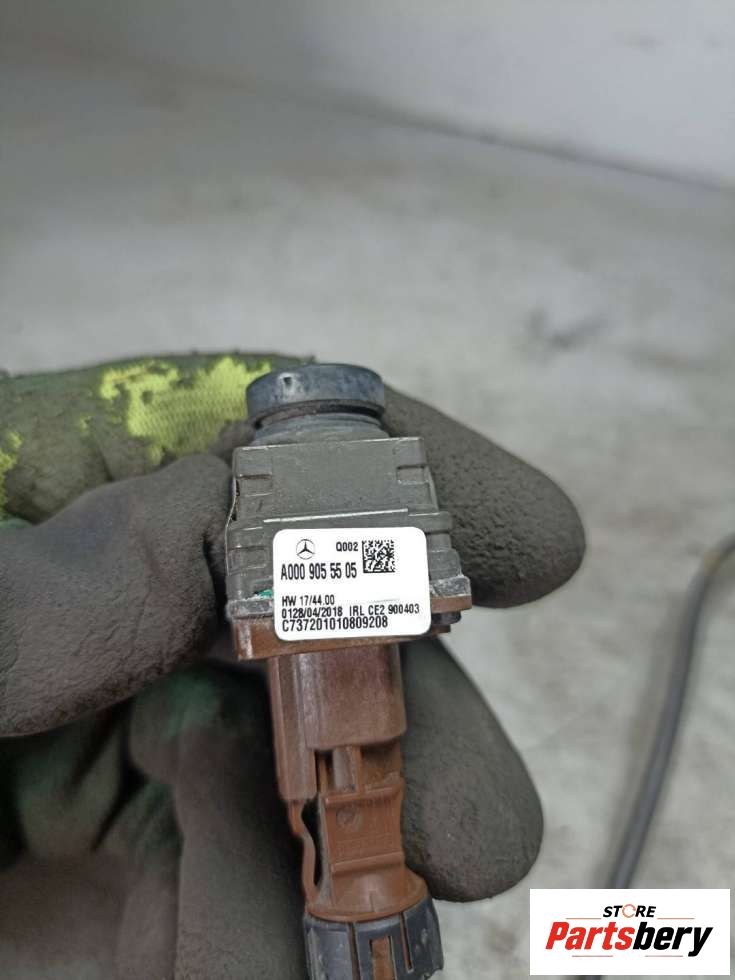 Q002
A000 905 55 05
HW 17/44.00
0128/04/2018 IRL CE2 900403
C737201010809208
STORE
Partsbery